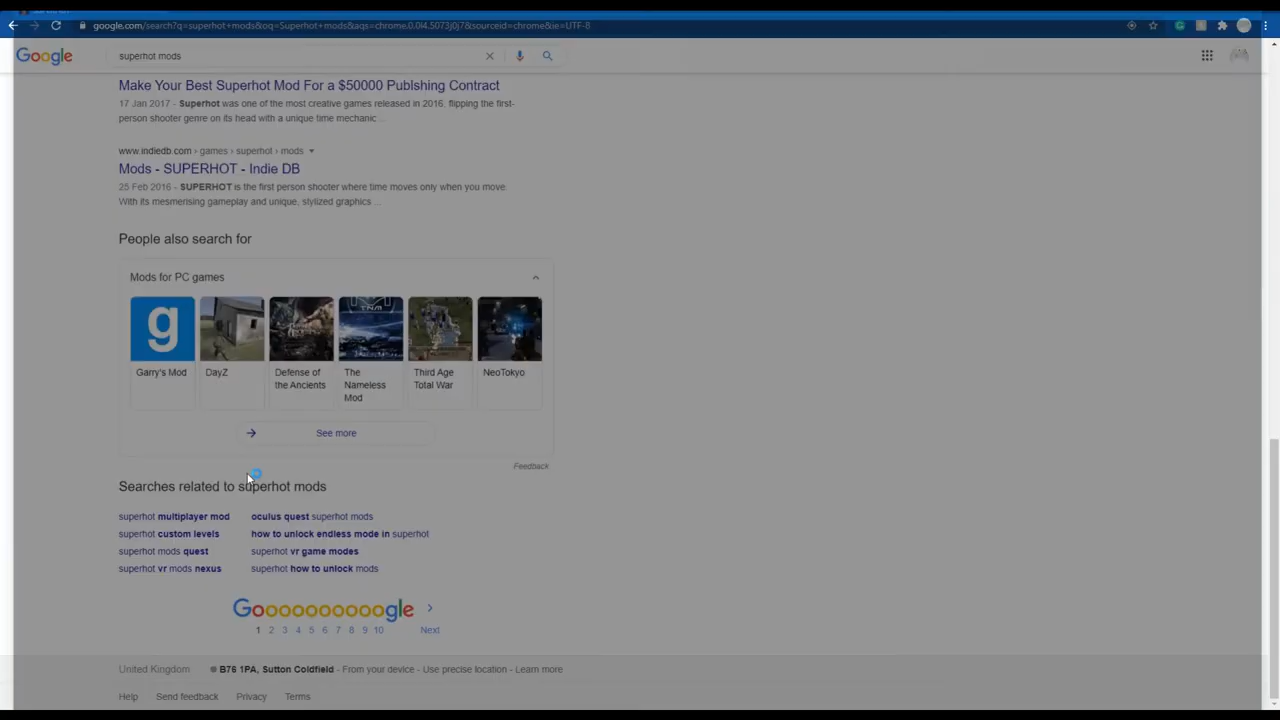 google.com/search?q=superhot+mods&oq=Superhot+mods&aqs=chrome.0.0l4.5073j0j7&sourceid=chrome&ie=UTF-8
Google
superhot mods
Make Your Best Superhot Mod For a $50000 Publshing Contract
17 Jan 2017 - Superhot was one of the most creative games released in 2016, flipping the first-
person shooter genre on its head with a unique time mechanic ...
www.indiedb.com › games › superhot › mods
Mods - SUPERHOT - Indie DB
25 Feb 2016 - SUPERHOT is the first person shooter where time moves only when you move.
With its mesmerising gameplay and unique, stylized graphics ...
People also search for
Mods for PC games
g
TNM
Garry's Mod
DayZ
Defense of the Ancients
The Nameless Mod
Third Age Total War
NeoTokyo
See more
Feedback
Searches related to superhot mods
superhot multiplayer mod
oculus quest superhot mods
superhot custom levels
how to unlock endless mode in superhot
superhot mods quest
superhot vr game modes
superhot vr mods nexus
superhot how to unlock mods
Goooooooooogle
1 2 3 4 5 6 7 8 9 10 Next
United Kingdom
B76 1PA, Sutton Coldfield - From your device - Use precise location - Learn more
Help Send feedback Privacy Terms